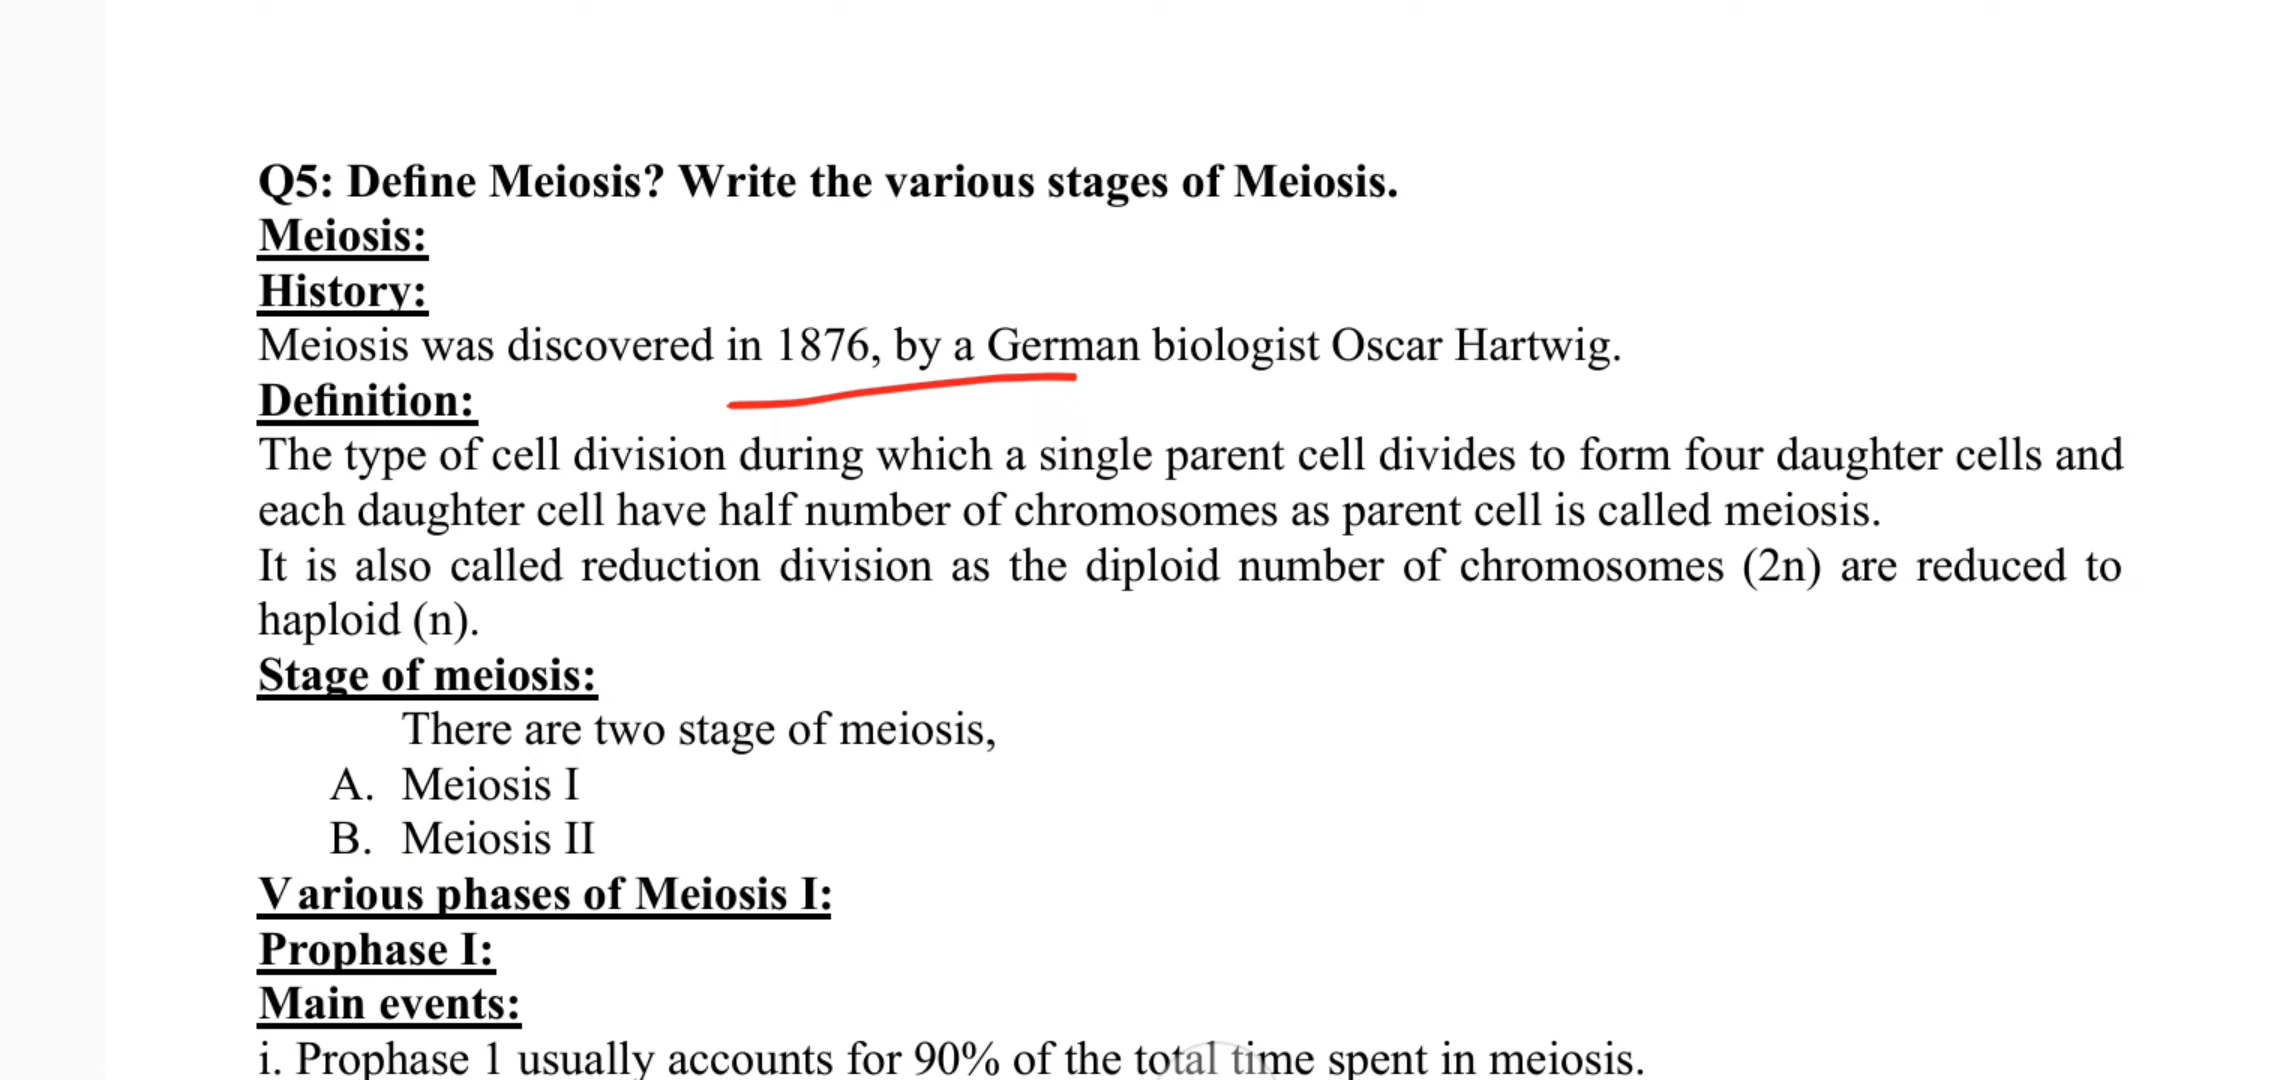 Q5: Define Meiosis? Write the various stages of Meiosis.
Meiosis:
History:
Meiosis was discovered in 1876, by a German biologist Oscar Hartwig.
Definition:
The type of cell division during which a single parent cell divides to form four daughter cells and
each daughter cell have half number of chromosomes as parent cell is called meiosis.
It is also called reduction division as the diploid number of chromosomes (2n) are reduced to
haploid (n).
Stage of meiosis:
There are two stage of meiosis,
A. Meiosis I
B. Meiosis II
Various phases of Meiosis I:
Prophase I:
Main events:
i. Prophase 1 usually accounts for 90% of the total time spent in meiosis.